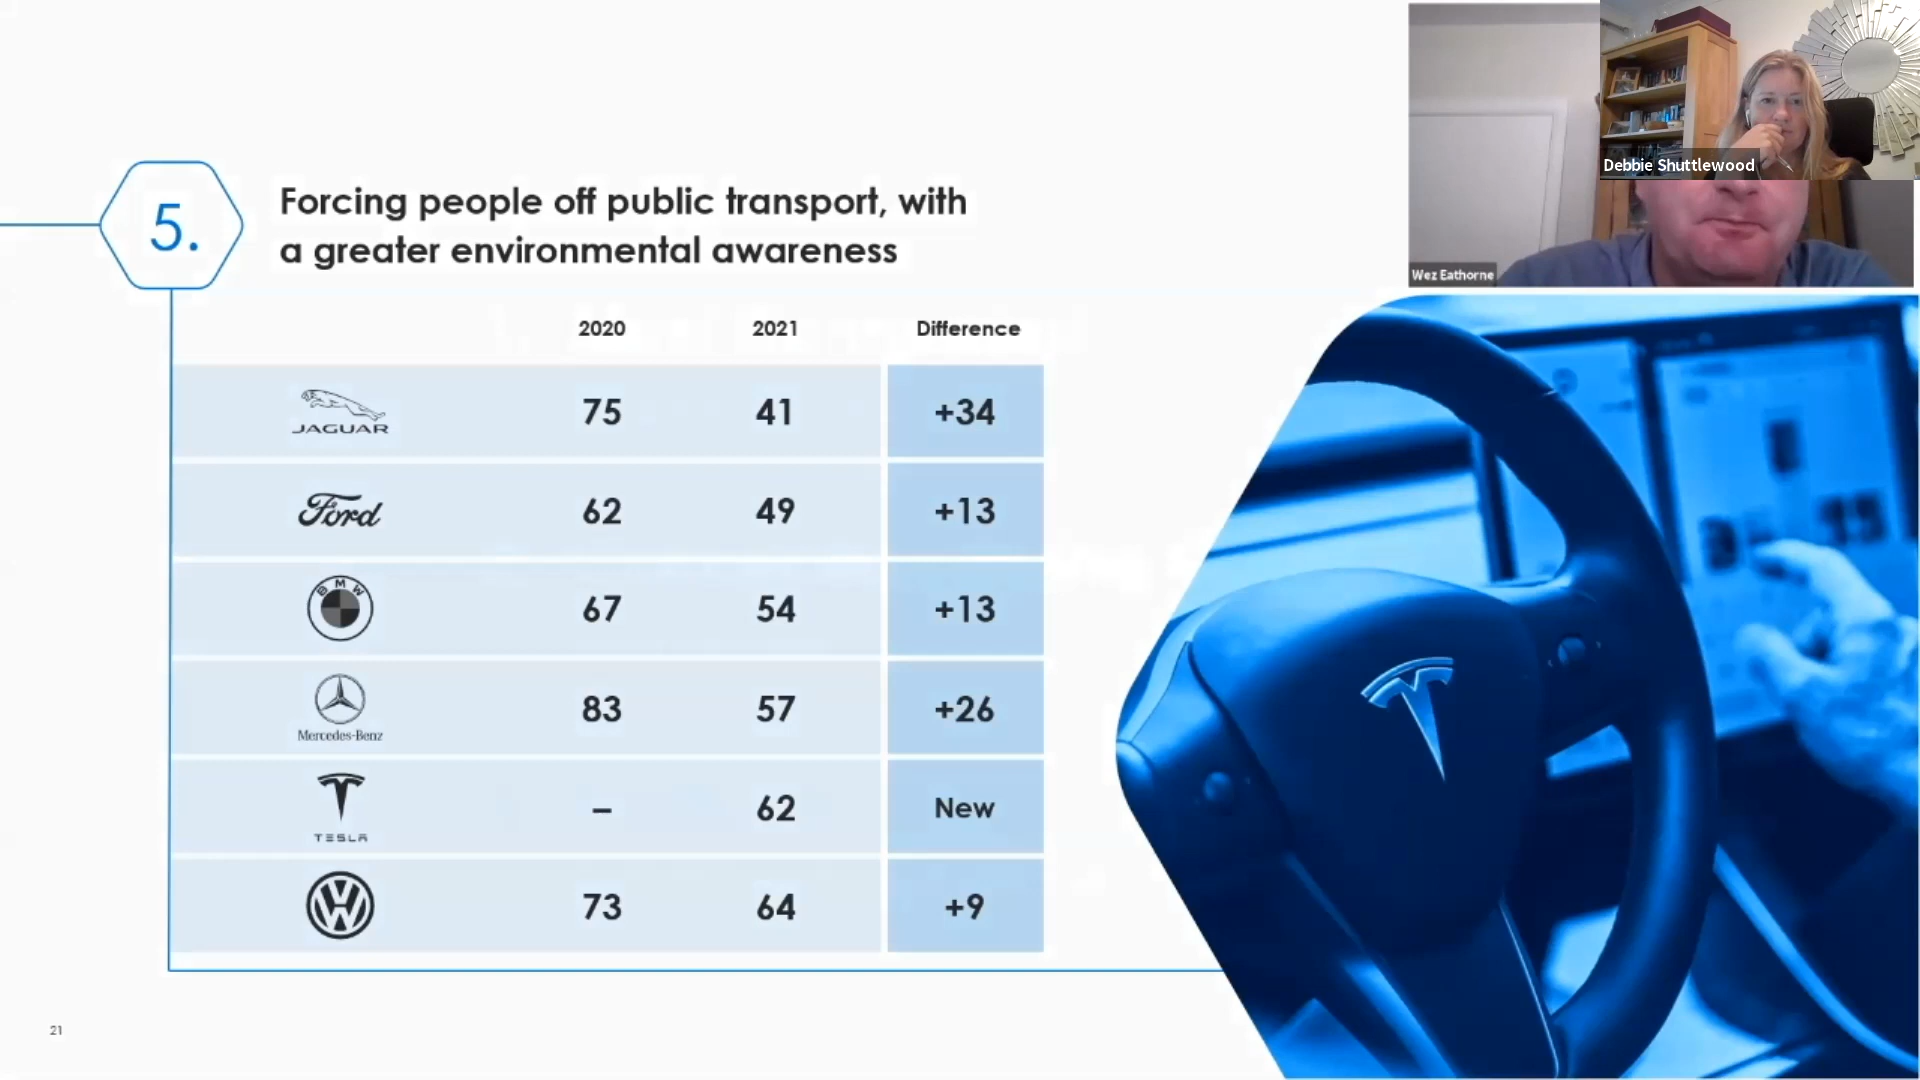 Debbie Shuttlewood
Wez Eathorne
5.
Forcing people off public transport, with
a greater environmental awareness
2020 2021 Difference
JAGUAR 75 41 +34
Ford 62 49 +13
BMW 67 54 +13
Mercedes-Benz 83 57 +26
TESLA – 62 New
VW 73 64 +9
21